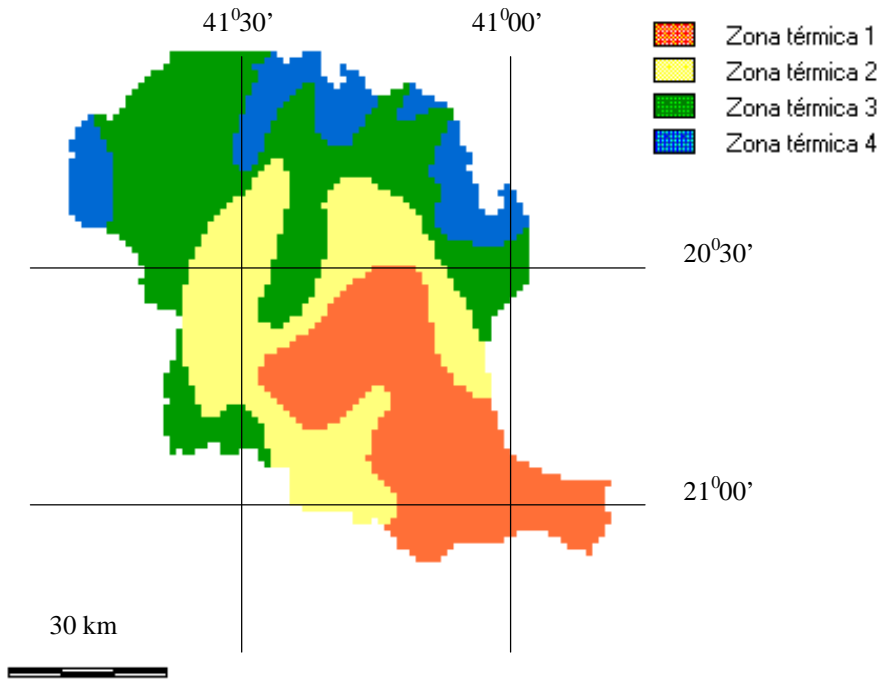 41⁰30’
41⁰00’
Zona térmica 1
Zona térmica 2
Zona térmica 3
Zona térmica 4
20⁰30’
21⁰00’
30 km